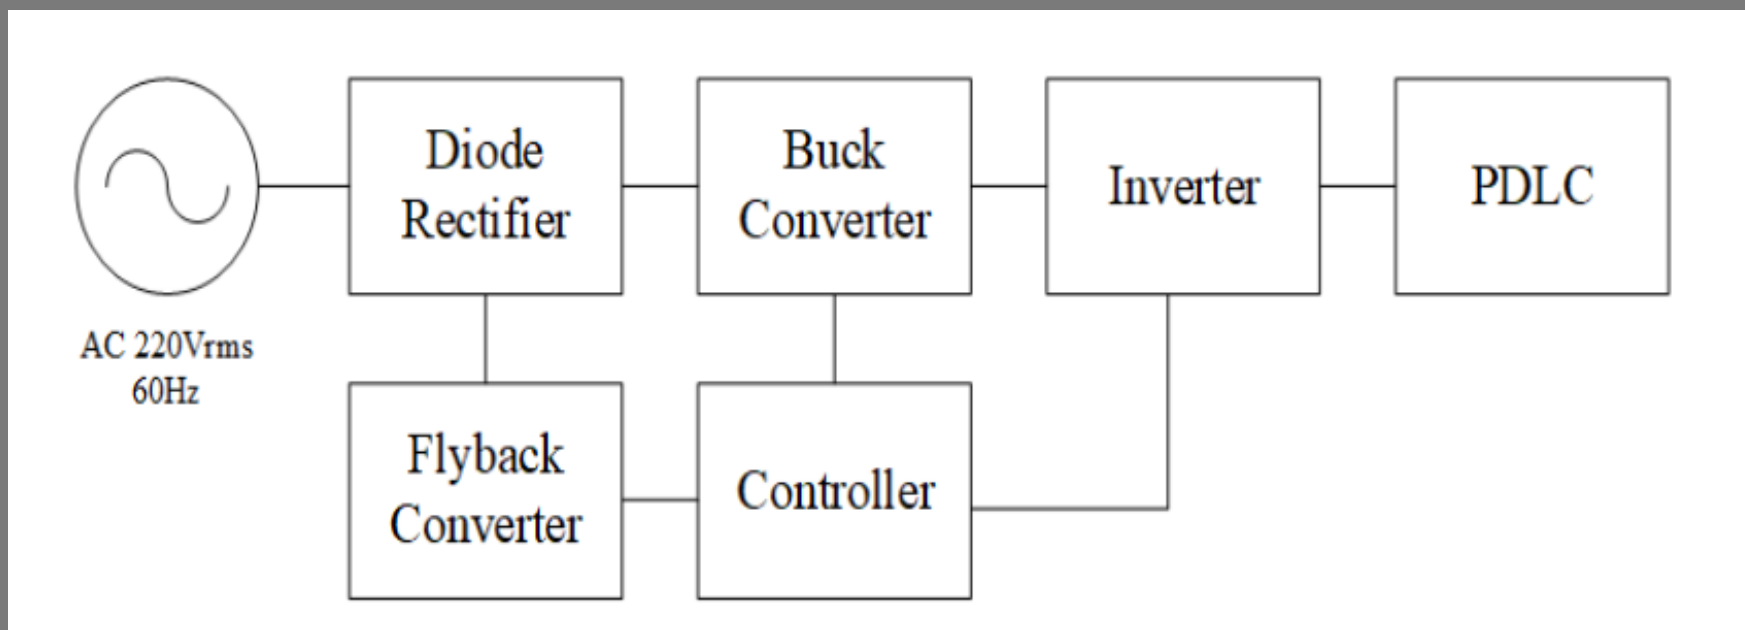 Diode
Rectifier
Buck
Converter
Inverter
PDLC
AC 220Vrms
60Hz
Flyback
Converter
Controller